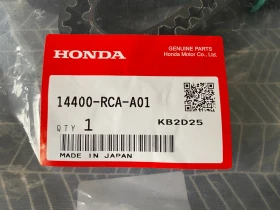 HONDA
GENUINE PARTS
Honda Motor Co., Ltd.
14400-RCA-A01
QTY 1
KB2D25
MADE IN JAPAN